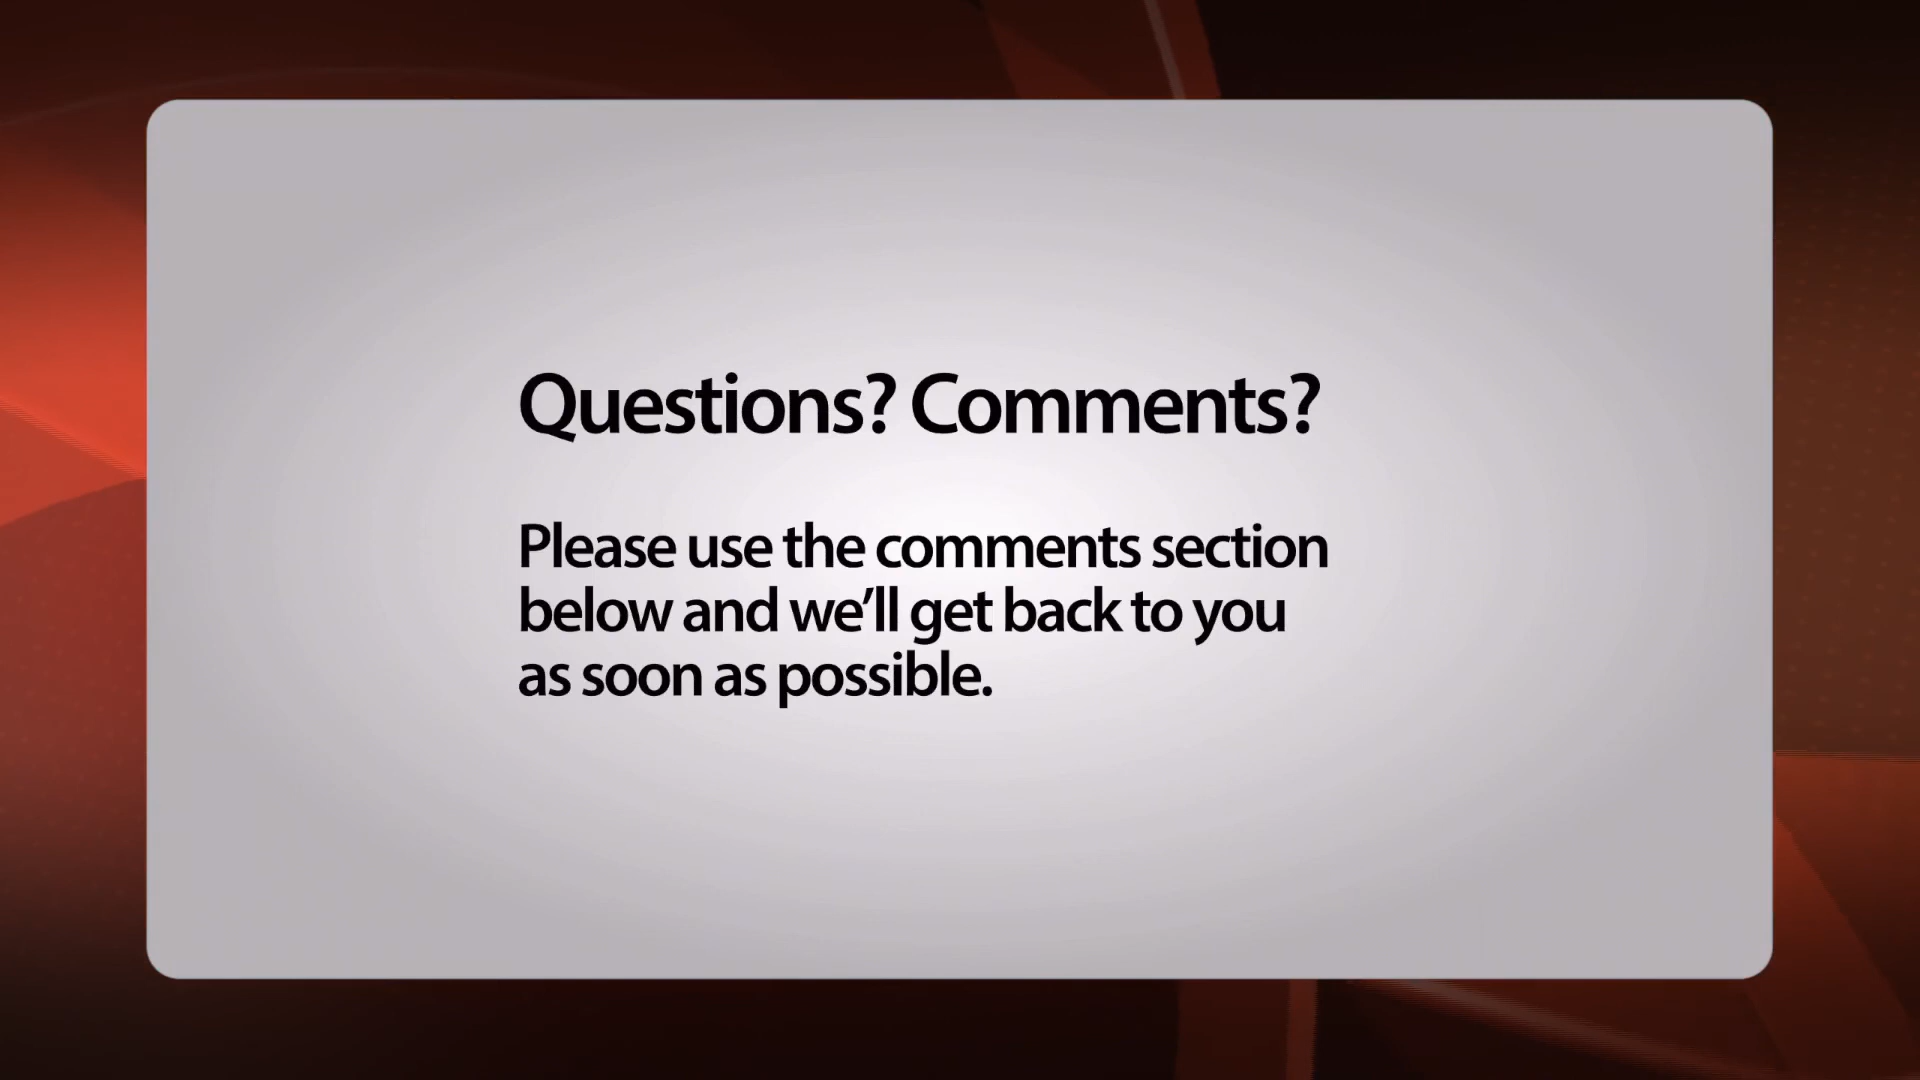 Questions? Comments?
Please use the comments section
below and we’ll get back to you
as soon as possible.